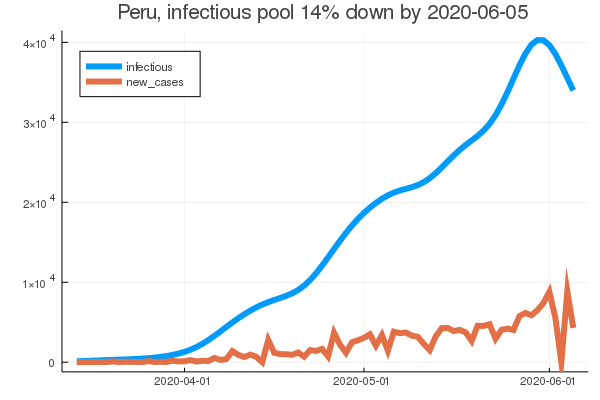 Peru, infectious pool 14% down by 2020-06-05
4×10⁴
infectious
new_cases
3×10⁴
2×10⁴
1×10⁴
0
2020-04-01 2020-05-01 2020-06-01